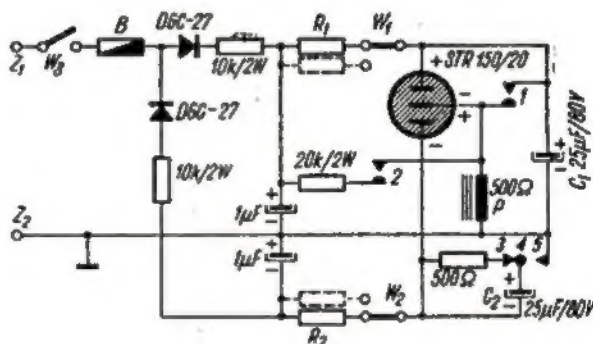 Z₁
W₃
B
DGC-27
10k/2W
R₁
W₁
+STR 150/20
1
C₁ 25µF/80V
DGC-27
10k/2W
20k/2W
2
1µF
500Ω
P
Z₂
1µF
500Ω
3
4
5
C₂
25µF/80V
R₂
W₂